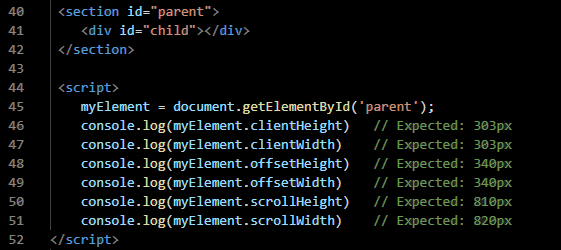 40 <section id="parent">
41 <div id="child"></div>
42 </section>
43
44 <script>
45 myElement = document.getElementById('parent');
46 console.log(myElement.clientHeight) // Expected: 303px
47 console.log(myElement.clientWidth) // Expected: 303px
48 console.log(myElement.offsetHeight) // Expected: 340px
49 console.log(myElement.offsetWidth) // Expected: 340px
50 console.log(myElement.scrollHeight) // Expected: 810px
51 console.log(myElement.scrollWidth) // Expected: 820px
52 </script>